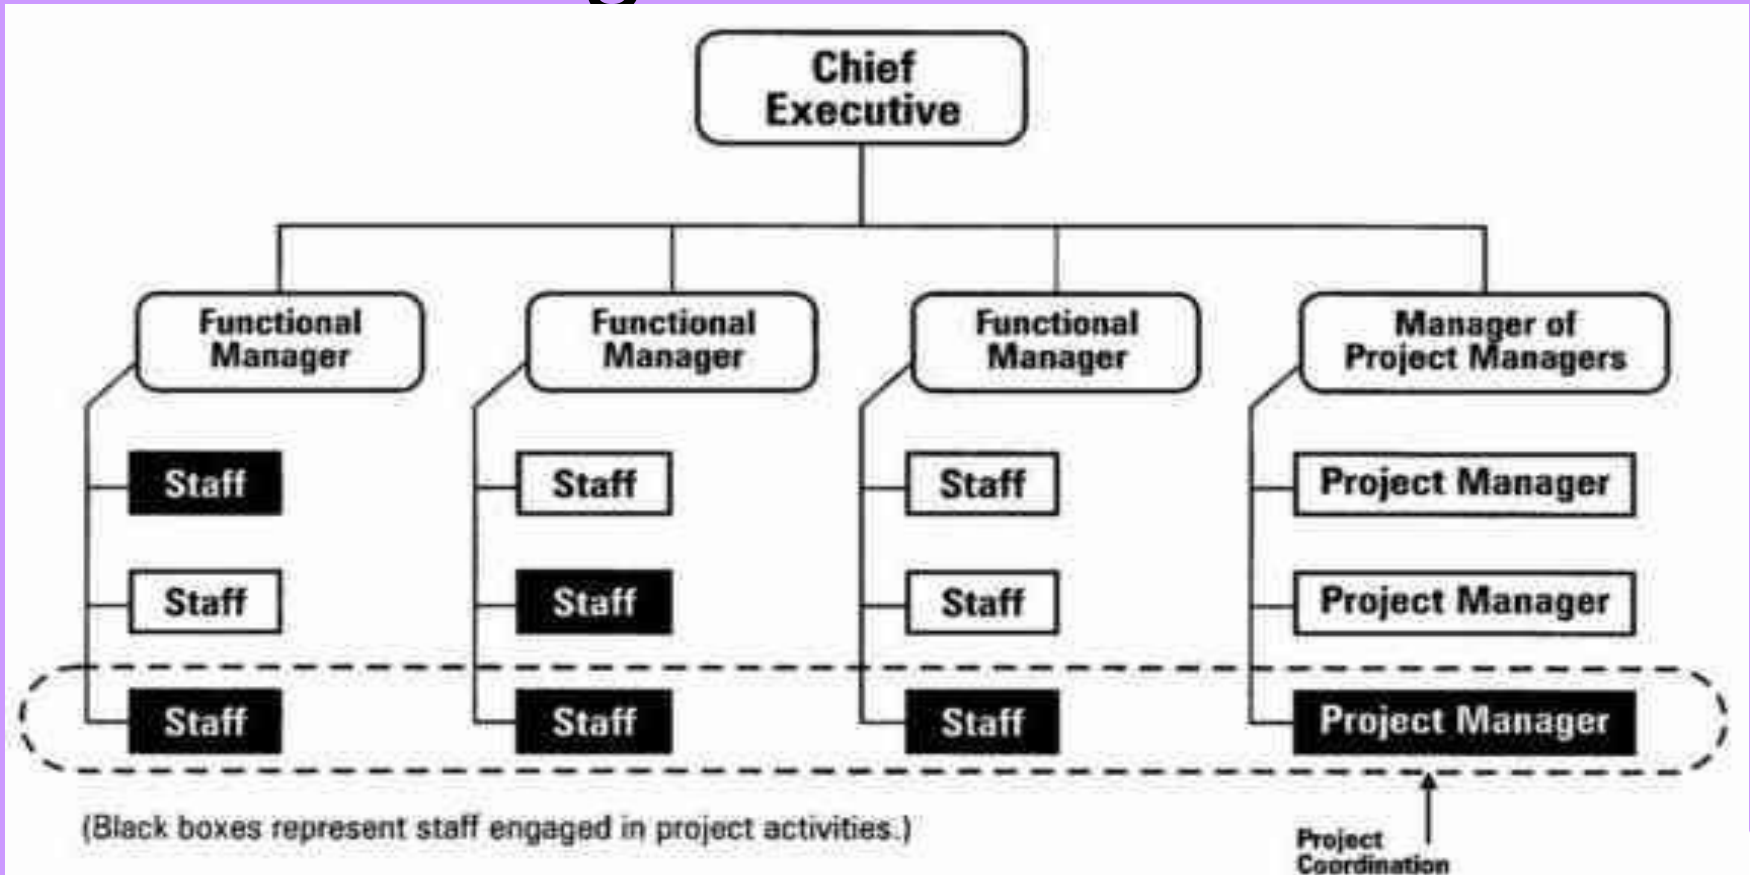 Chief
Executive
Functional
Manager
Functional
Manager
Functional
Manager
Manager of
Project Managers
Staff
Staff
Staff
Project Manager
Staff
Staff
Staff
Project Manager
Staff
Staff
Staff
Project Manager
(Black boxes represent staff engaged in project activities.)
Project
Coordination